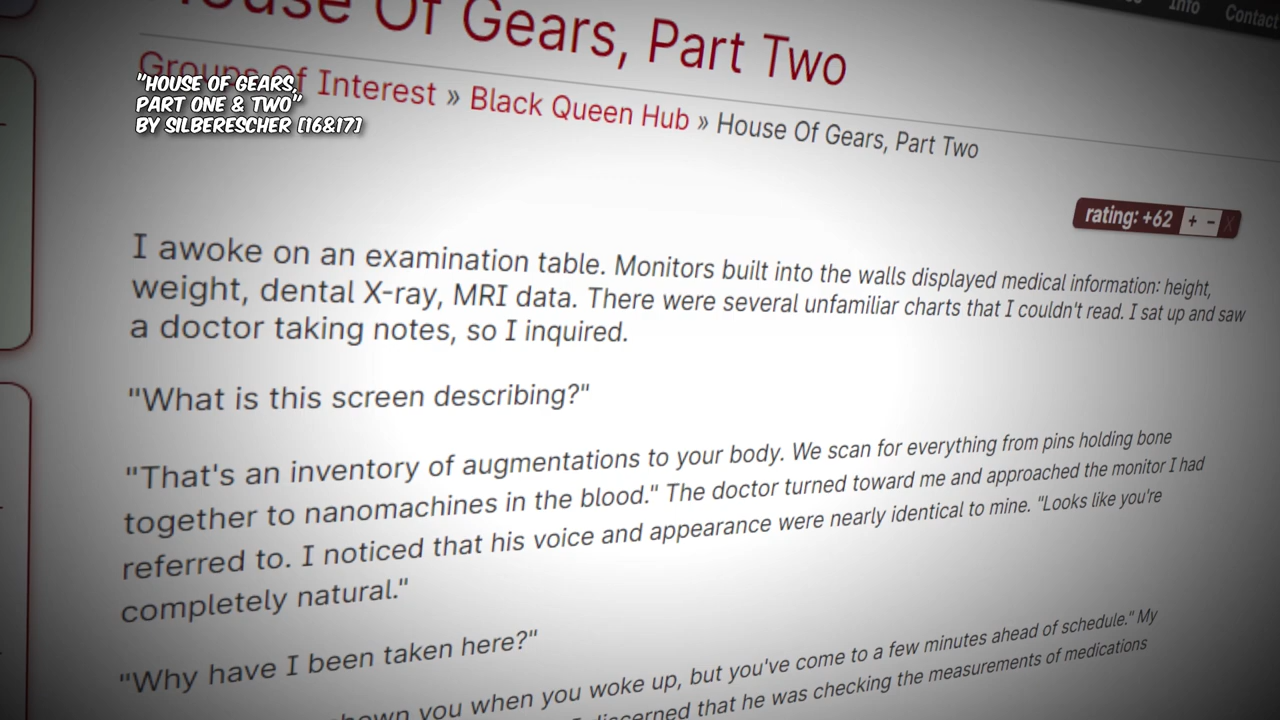 Info
Contact
House Of Gears, Part Two
Groups Of Interest » Black Queen Hub » House Of Gears, Part Two
"HOUSE OF GEARS,
PART ONE & TWO"
BY SILBERESCHER [16&17]
rating: +62 + - X
I awoke on an examination table. Monitors built into the walls displayed medical information: height,
weight, dental X-ray, MRI data. There were several unfamiliar charts that I couldn't read. I sat up and saw
a doctor taking notes, so I inquired.
"What is this screen describing?"
"That's an inventory of augmentations to your body. We scan for everything from pins holding bone
together to nanomachines in the blood." The doctor turned toward me and approached the monitor I had
referred to. I noticed that his voice and appearance were nearly identical to mine. "Looks like you're
completely natural."
"Why have I been taken here?"
you when you woke up, but you've come to a few minutes ahead of schedule." My
that he was checking the measurements of medications